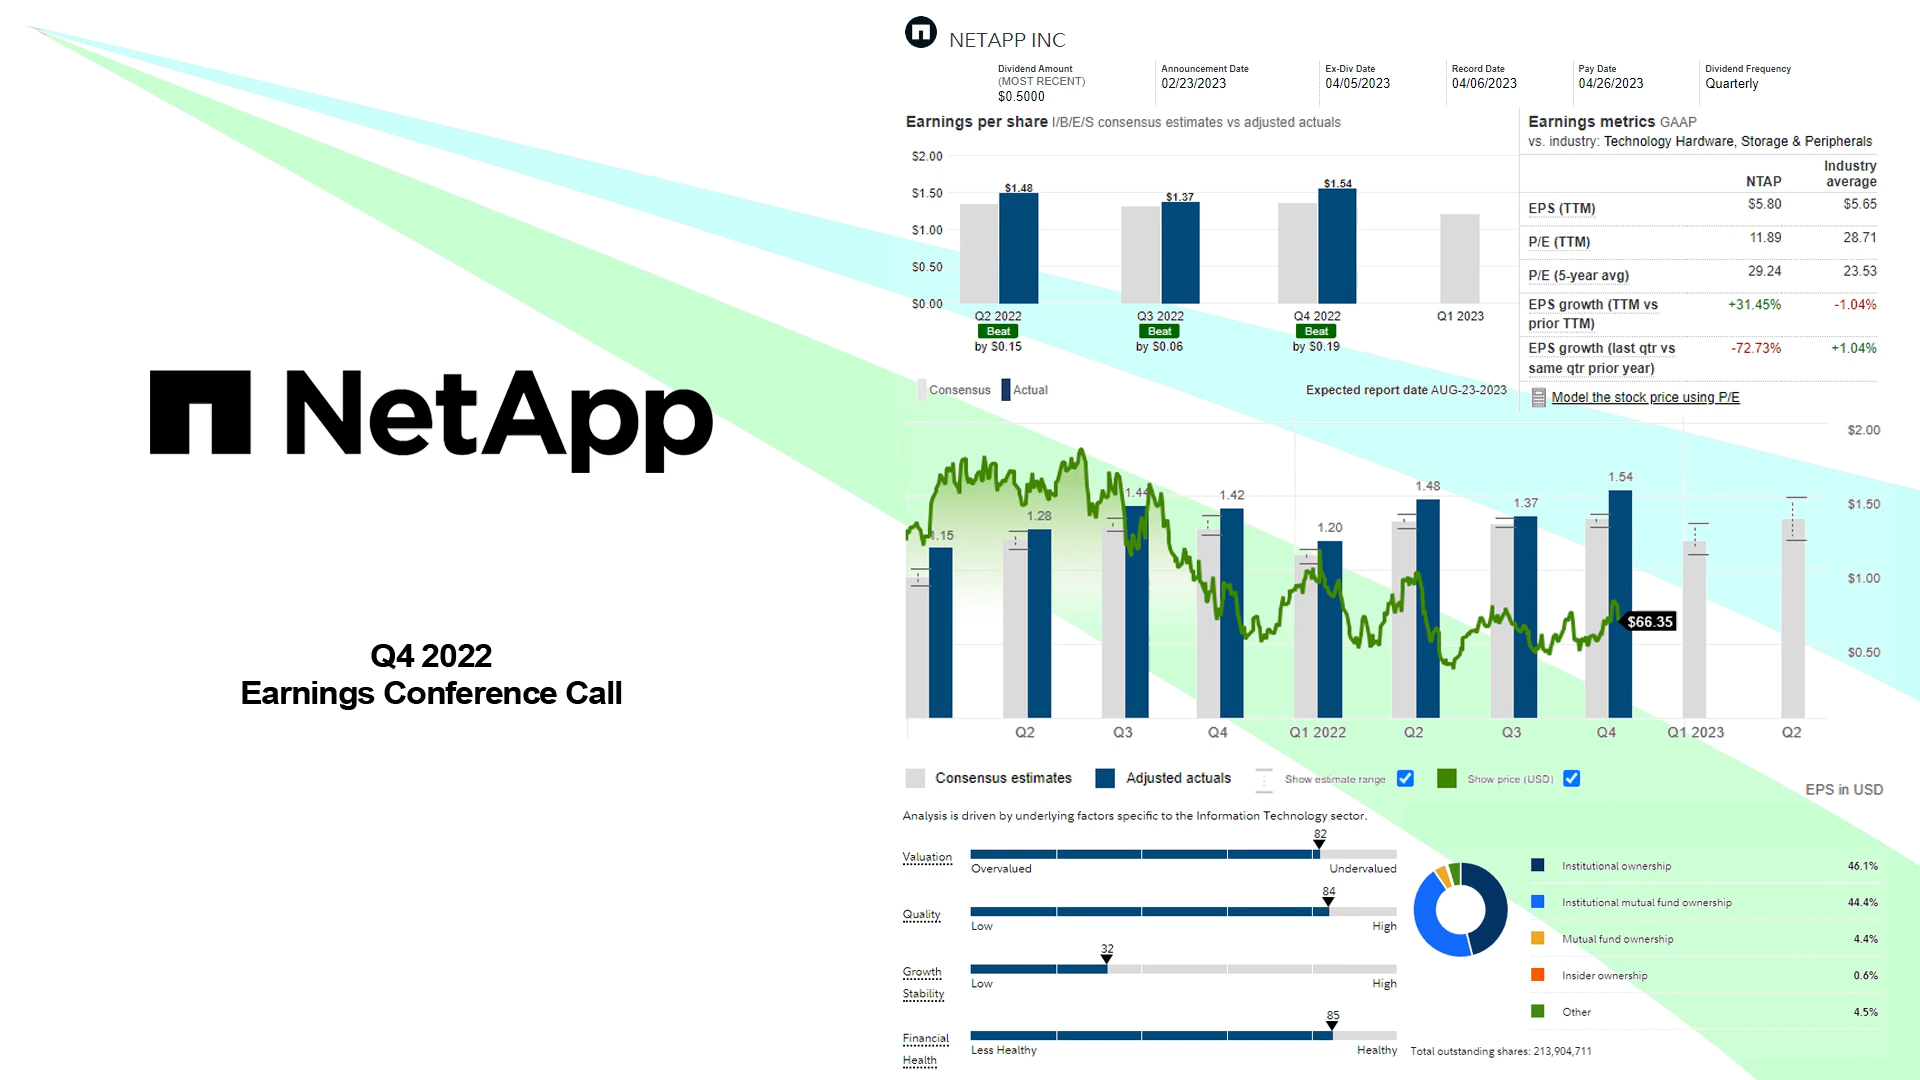 NetApp
Q4 2022
Earnings Conference Call
NETAPP INC
Dividend Amount
(MOST RECENT)
$0.5000
Announcement Date
02/23/2023
Ex-Div Date
04/05/2023
Record Date
04/06/2023
Pay Date
04/26/2023
Dividend Frequency
Quarterly
Earnings per share I/B/E/S consensus estimates vs adjusted actuals
$2.00
$1.50
$1.00
$0.50
$0.00
$1.48
$1.37
$1.54
Q2 2022
Beat
by $0.15
Q3 2022
Beat
by $0.06
Q4 2022
Beat
by $0.19
Q1 2023
Consensus
Actual
Expected report date AUG-23-2023
Earnings metrics GAAP
vs. industry: Technology Hardware, Storage & Peripherals
NTAP
Industry
average
EPS (TTM) $5.80 $5.65
P/E (TTM) 11.89 28.71
P/E (5-year avg) 29.24 23.53
EPS growth (TTM vs
prior TTM) +31.45% -1.04%
EPS growth (last qtr vs
same qtr prior year) -72.73% +1.04%
Model the stock price using P/E
$2.00
$1.50
$1.00
$0.50
1.15
1.28
1.44
1.42
1.20
1.48
1.37
1.54
$66.35
Q2
Q3
Q4
Q1 2022
Q2
Q3
Q4
Q1 2023
Q2
Consensus estimates
Adjusted actuals
Show estimate range
Show price (USD)
EPS in USD
Analysis is driven by underlying factors specific to the Information Technology sector.
Valuation
82
Overvalued
Undervalued
Quality
84
Low
High
Growth
Stability
32
Low
High
Financial
Health
85
Less Healthy
Healthy
Institutional ownership 46.1%
Institutional mutual fund ownership 44.4%
Mutual fund ownership 4.4%
Insider ownership 0.6%
Other 4.5%
Total outstanding shares: 213,904,711